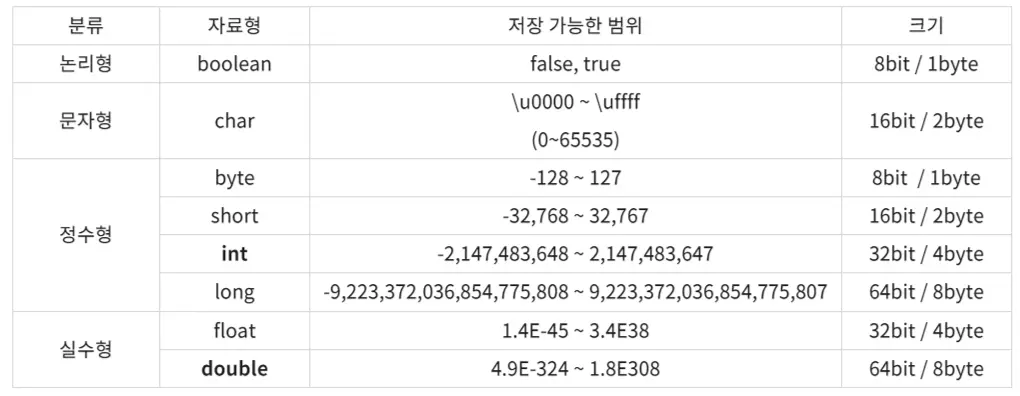 분류 자료형 저장 가능한 범위 크기
논리형 boolean false, true 8bit / 1byte
문자형 char \u0000 ~ \uffff 16bit / 2byte
(0~65535)
정수형 byte -128 ~ 127 8bit / 1byte
short -32,768 ~ 32,767 16bit / 2byte
int -2,147,483,648 ~ 2,147,483,647 32bit / 4byte
long -9,223,372,036,854,775,808 ~ 9,223,372,036,854,775,807 64bit / 8byte
실수형 float 1.4E-45 ~ 3.4E38 32bit / 4byte
double 4.9E-324 ~ 1.8E308 64bit / 8byte